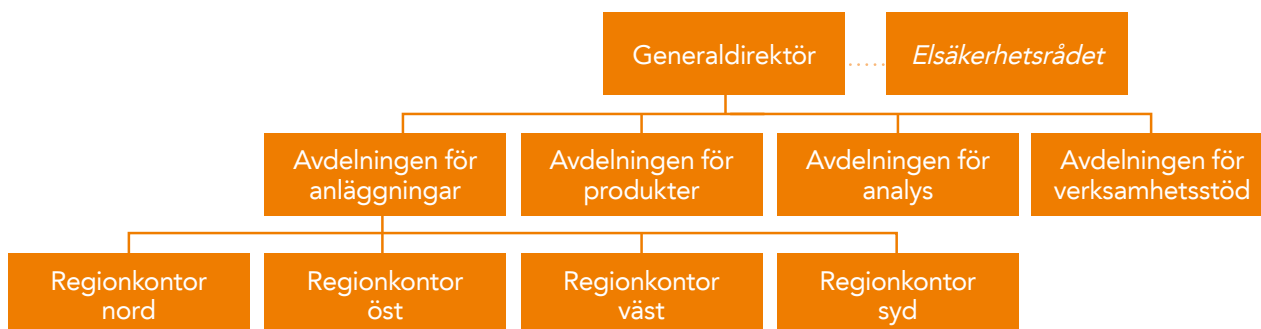 Generaldirektör
Elsäkerhetsrådet
Avdelningen för
anläggningar
Avdelningen för
produkter
Avdelningen för
analys
Avdelningen för
verksamhetsstöd
Regionkontor
nord
Regionkontor
öst
Regionkontor
väst
Regionkontor
syd